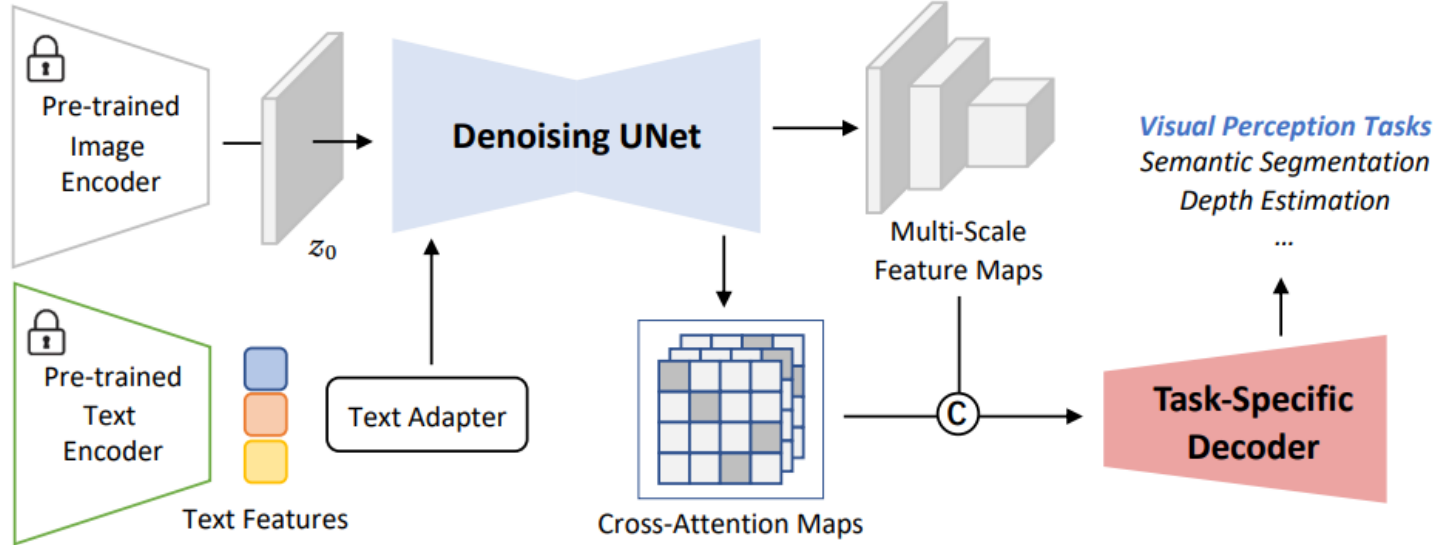 Pre-trained
Image
Encoder
z₀
Denoising UNet
Multi-Scale
Feature Maps
Visual Perception Tasks
Semantic Segmentation
Depth Estimation
...
Pre-trained
Text
Encoder
Text Features
Text Adapter
Cross-Attention Maps
C
Task-Specific
Decoder